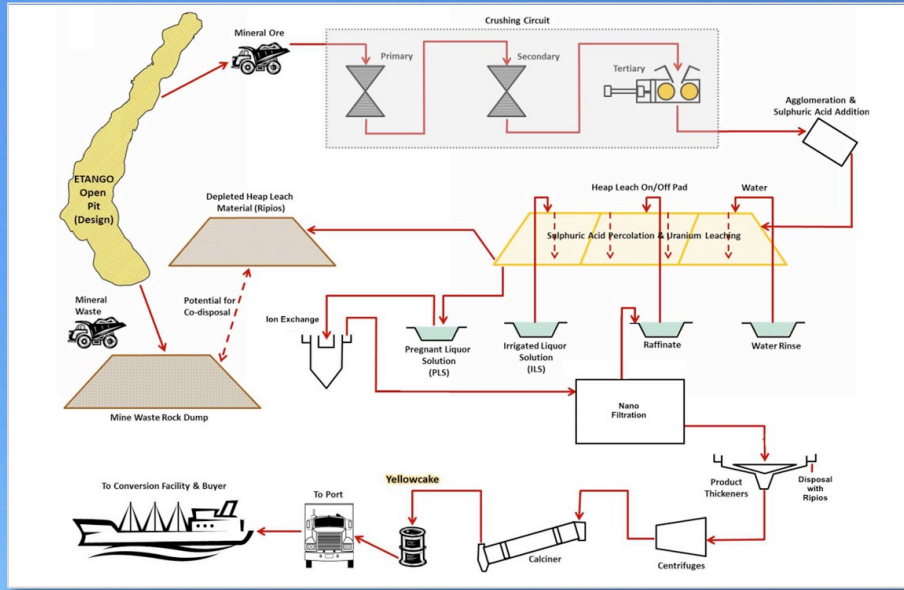 Crushing Circuit
Mineral Ore
Primary
Secondary
Tertiary
Agglomeration &
Sulphuric Acid Addition
ETANGO
Open
Pit
(Design)
Depleted Heap Leach
Material (Ripios)
Heap Leach On/Off Pad
Water
Sulphuric Acid Percolation & Uranium Leaching
Mineral
Waste
Potential for
Co-disposal
Ion Exchange
Pregnant Liquor
Solution
(PLS)
Irrigated Liquor
Solution
(ILS)
Raffinate
Water Rinse
Mine Waste Rock Dump
Nano
Filtration
Product
Thickeners
Disposal
with
Ripios
To Conversion Facility & Buyer
To Port
Yellowcake
Calciner
Centrifuges